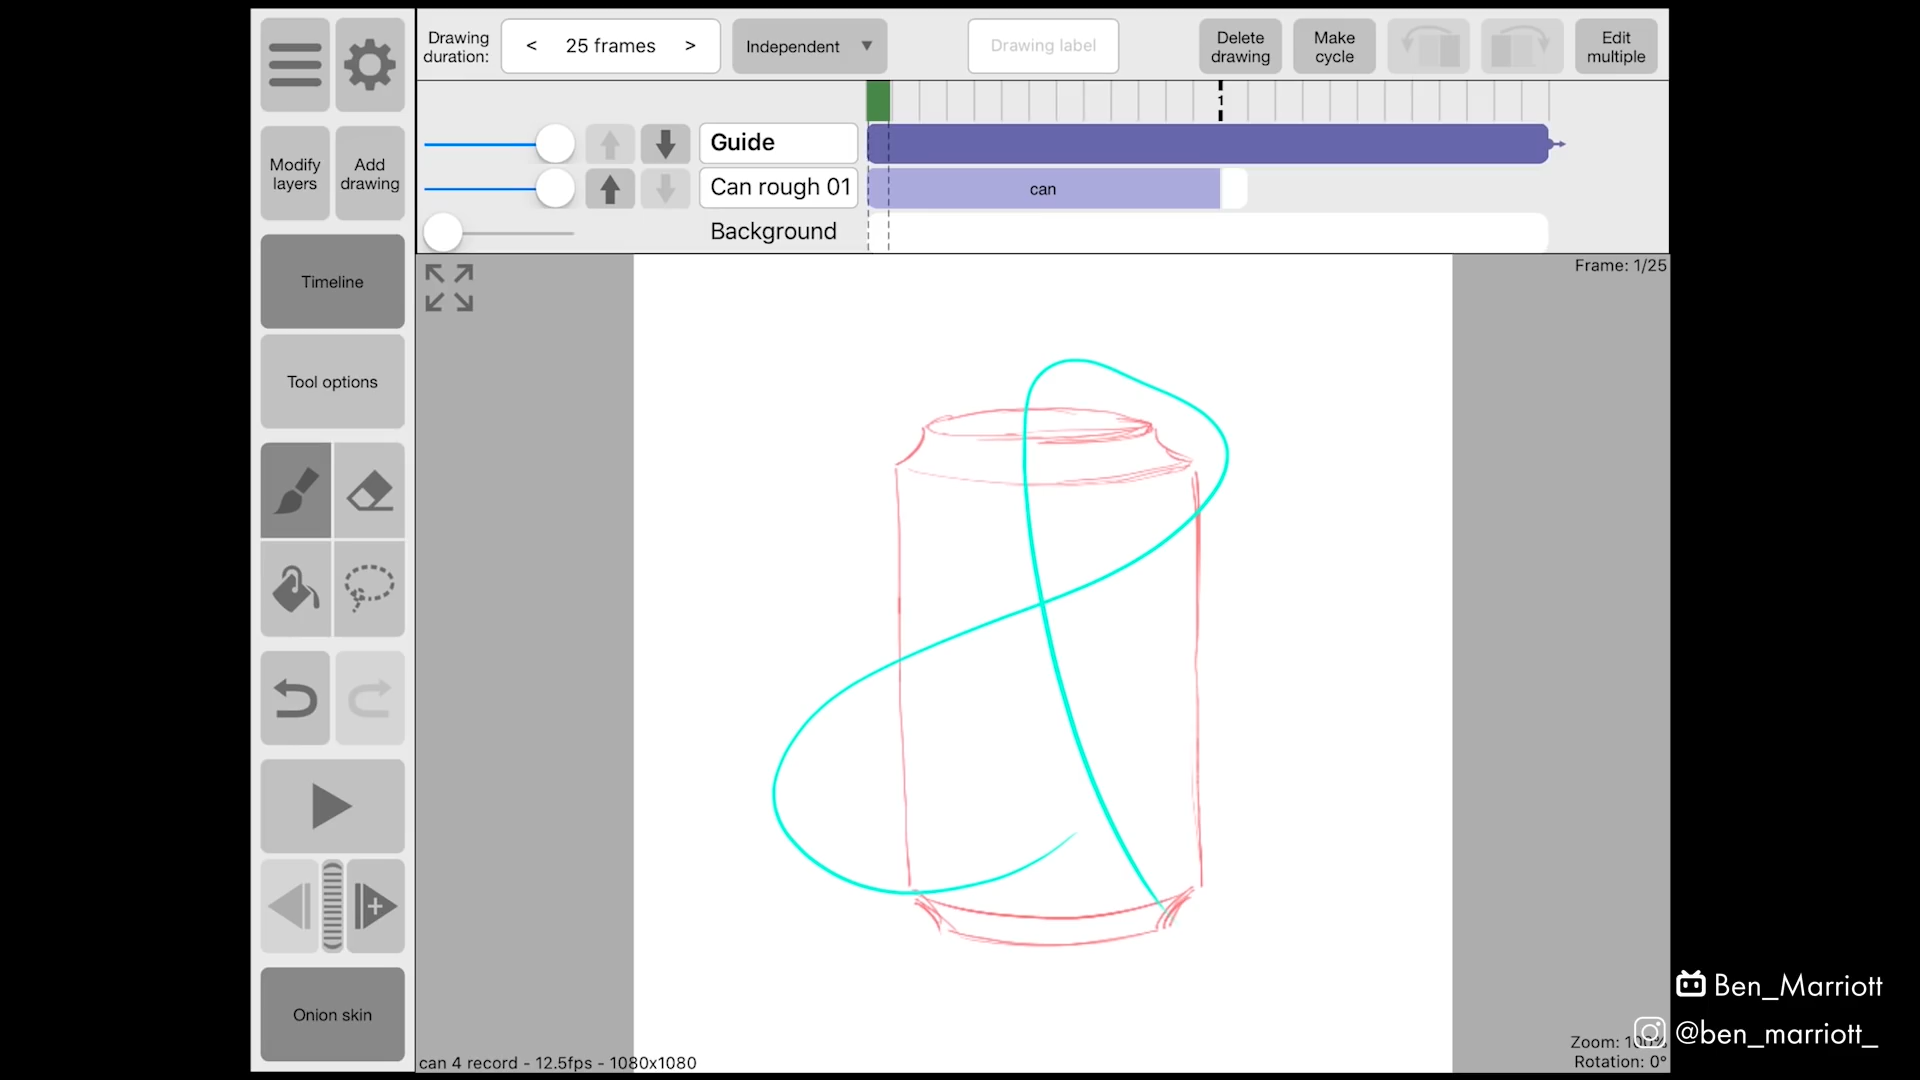 Drawing
duration:
< 25 frames >
Independent
Drawing label
Delete
drawing
Make
cycle
Edit
multiple
1
Modify
layers
Add
drawing
Guide
Can rough 01
can
Background
Timeline
Frame: 1/25
Tool options
Onion skin
Ben_Marriott
@ben_marriott_
Zoom: 100%
Rotation: 0°
can 4 record - 12.5fps - 1080x1080